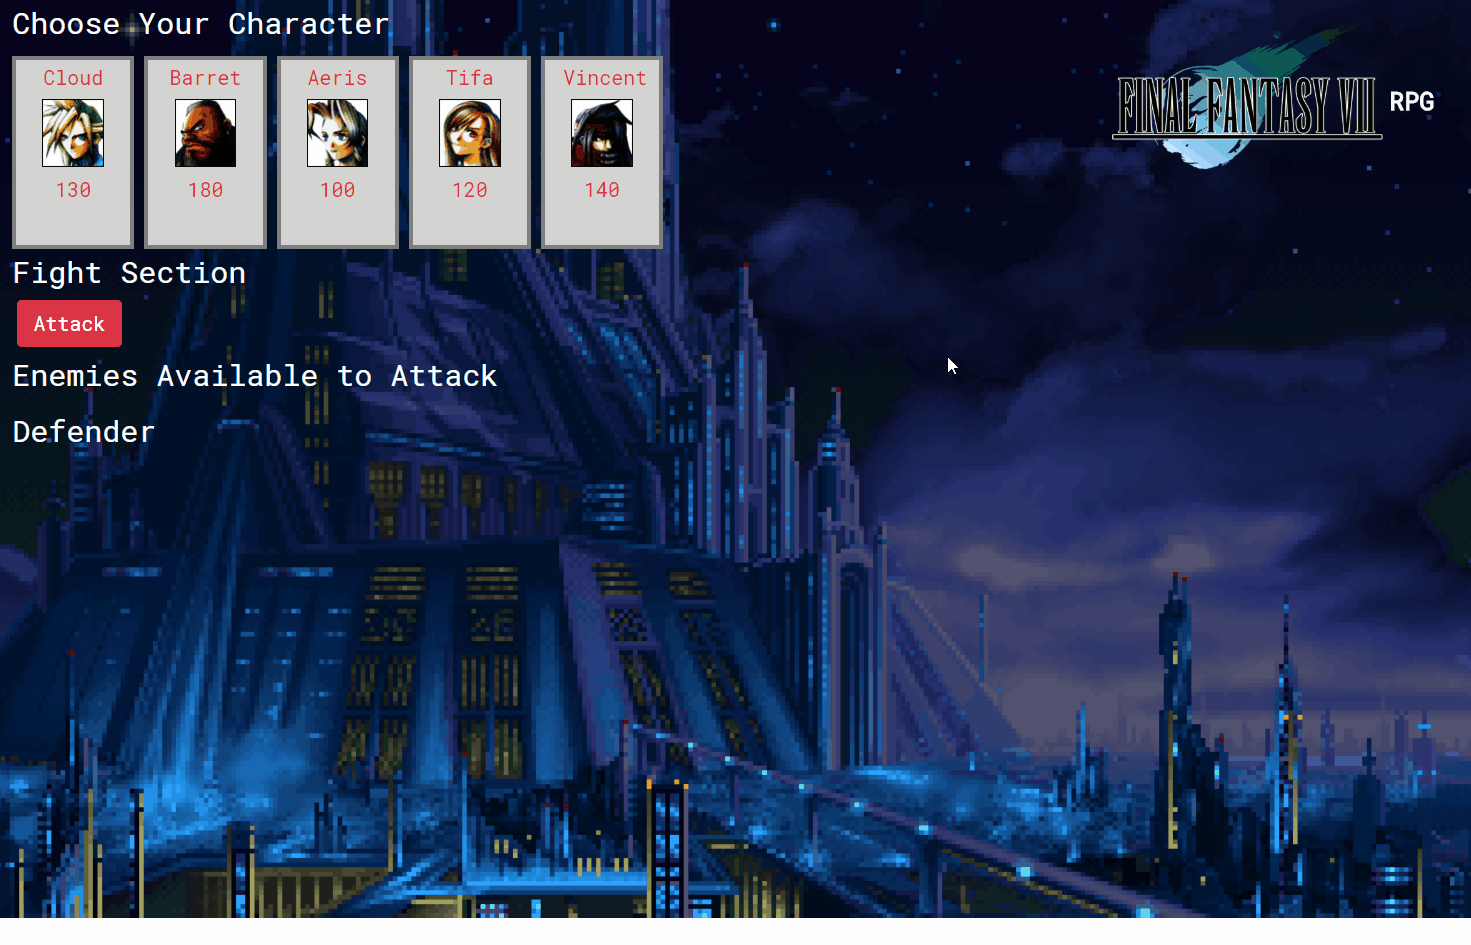 Choose Your Character
Cloud Barret Aeris Tifa Vincent
130 180 100 120 140
FINAL FANTASY VII RPG
Fight Section
Attack
Enemies Available to Attack
Defender